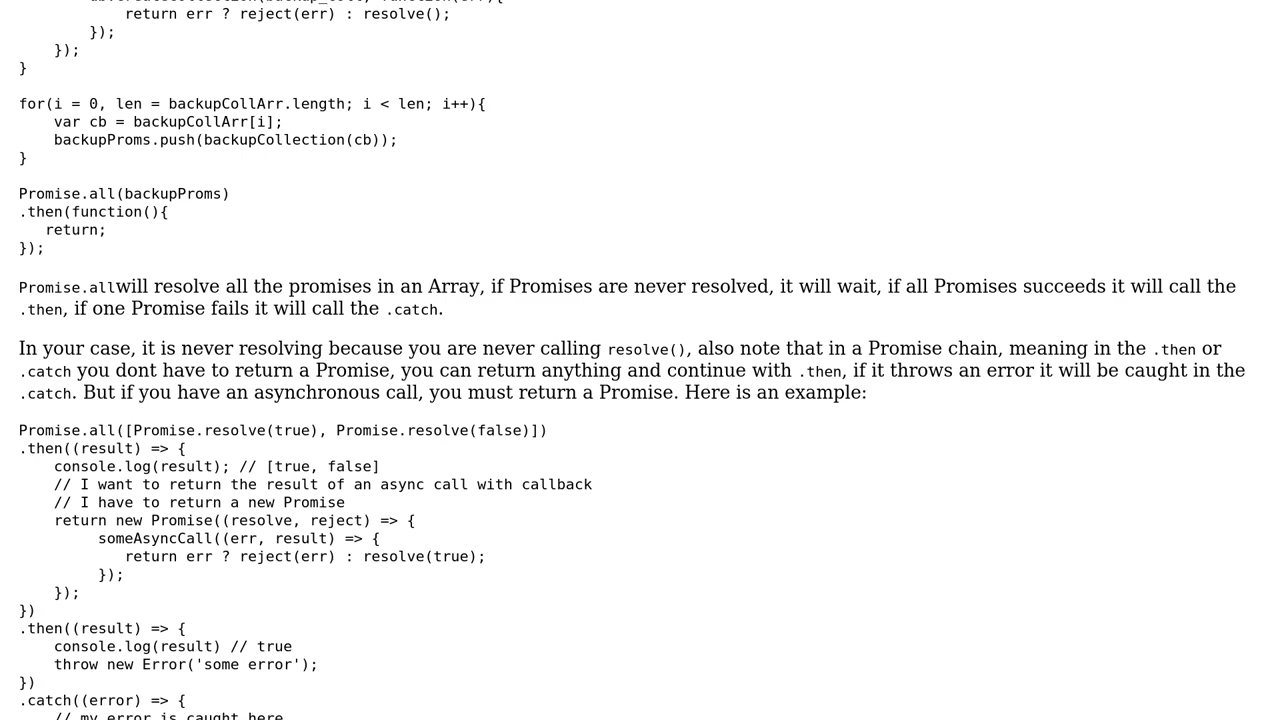 return err ? reject(err) : resolve();
        });
    });
}

for(i = 0, len = backupCollArr.length; i < len; i++){
    var cb = backupCollArr[i];
    backupProms.push(backupCollection(cb));
}

Promise.all(backupProms)
.then(function(){
   return;
});

Promise.allwill resolve all the promises in an Array, if Promises are never resolved, it will wait, if all Promises succeeds it will call the
.then, if one Promise fails it will call the .catch.

In your case, it is never resolving because you are never calling resolve(), also note that in a Promise chain, meaning in the .then or
.catch you dont have to return a Promise, you can return anything and continue with .then, if it throws an error it will be caught in the
.catch. But if you have an asynchronous call, you must return a Promise. Here is an example:

Promise.all([Promise.resolve(true), Promise.resolve(false)])
.then((result) => {
    console.log(result); // [true, false]
    // I want to return the result of an async call with callback
    // I have to return a new Promise
    return new Promise((resolve, reject) => {
         someAsyncCall((err, result) => {
            return err ? reject(err) : resolve(true);
         });
    });
})
.then((result) => {
    console.log(result) // true
    throw new Error('some error');
})
.catch((error) => {
    // my error is caught here